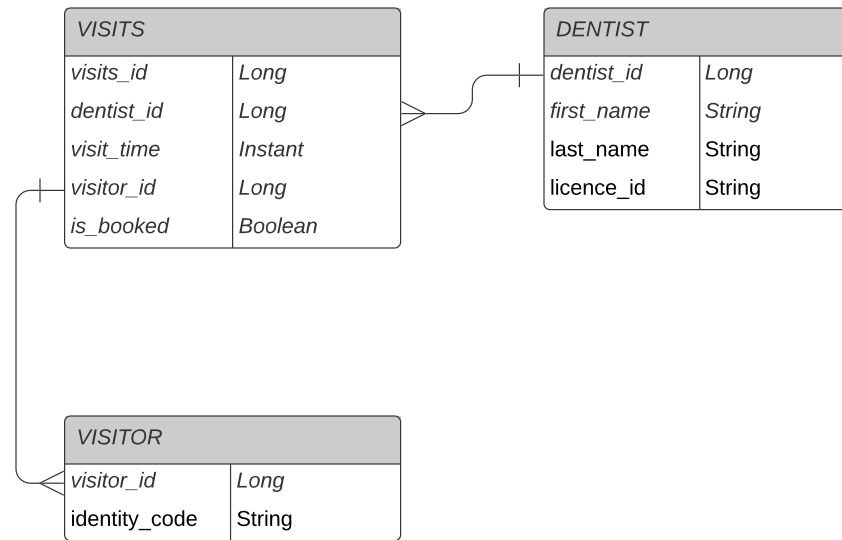 VISITS
visits_id Long
dentist_id Long
visit_time Instant
visitor_id Long
is_booked Boolean
DENTIST
dentist_id Long
first_name String
last_name String
licence_id String
VISITOR
visitor_id Long
identity_code String